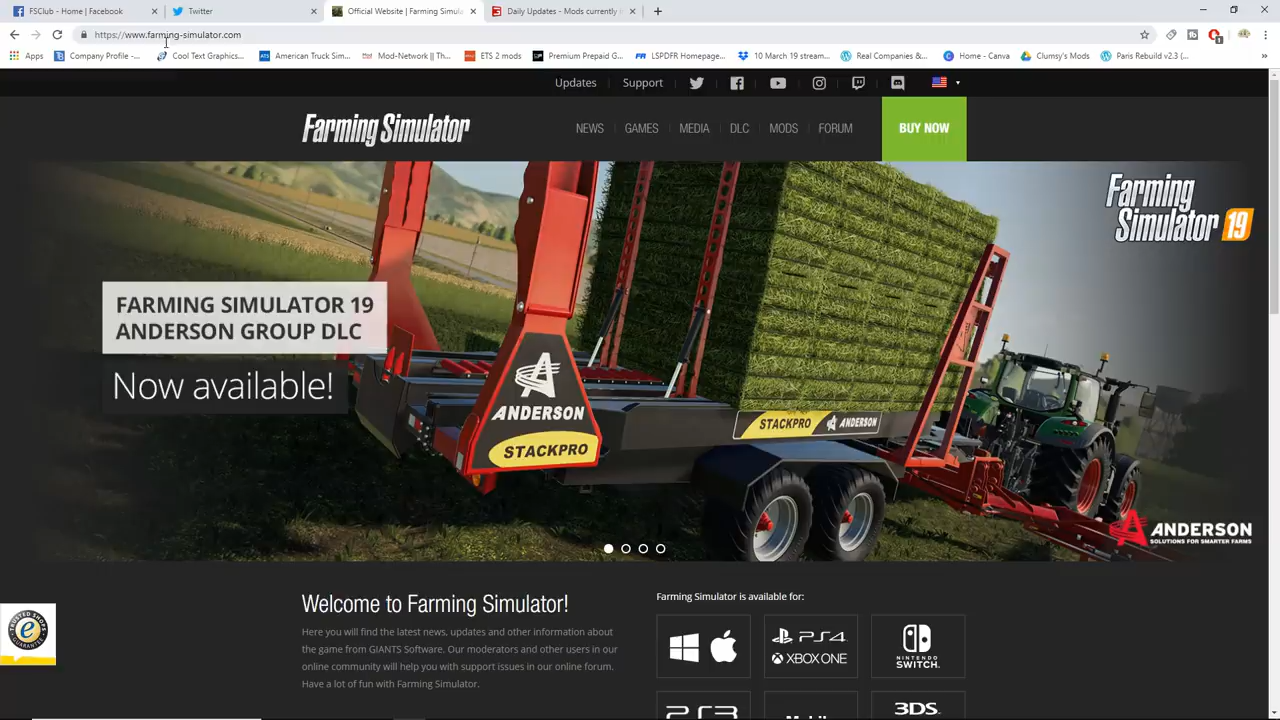 FSClub - Home | Facebook
Twitter
Official Website | Farming Simula
Daily Updates - Mods currently i
https://www.farming-simulator.com
Apps
Company Profile -...
Cool Text Graphics...
American Truck Sim...
Mod-Network || Th...
ETS 2 mods
Premium Prepaid G...
LSPDFR Homepage...
10 March 19 stream...
Real Companies &...
Home - Canva
Clumsy's Mods
Paris Rebuild v2.3 (...
Updates
Support
Farming Simulator
NEWS
GAMES
MEDIA
DLC
MODS
FORUM
BUY NOW
Farming
Simulator 19
FARMING SIMULATOR 19
ANDERSON GROUP DLC
Now available!
ANDERSON
STACKPRO
STACKPRO
ANDERSON
ANDERSON
SOLUTIONS FOR SMARTER FARMS
Welcome to Farming Simulator!
Here you will find the latest news, updates and other information about
the game from GIANTS Software. Our moderators and other users in our
online community will help you with support issues in our online forum.
Have a lot of fun with Farming Simulator.
Farming Simulator is available for:
PS4
XBOX ONE
NINTENDO
SWITCH
PS3
Mobile
3DS
TRUSTED SHOPS
GUARANTEE